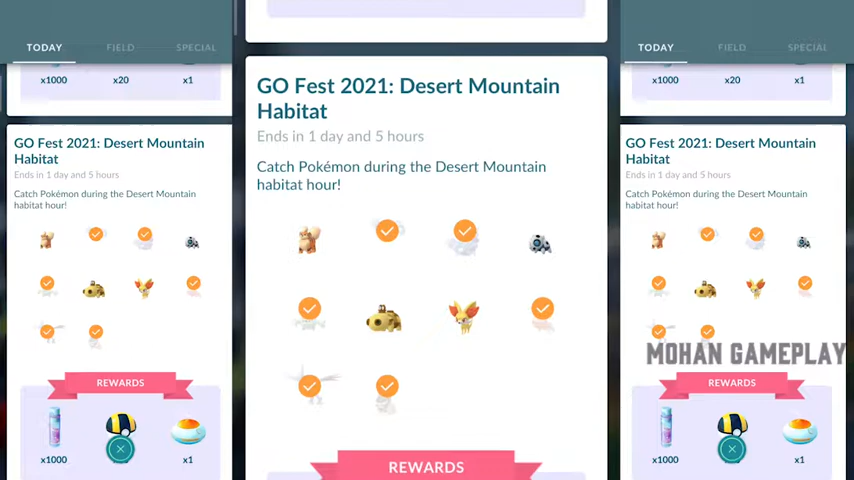 TODAY FIELD SPECIAL
x1000 x20 x1
GO Fest 2021: Desert Mountain
Habitat
Ends in 1 day and 5 hours
Catch Pokémon during the Desert Mountain
habitat hour!
REWARDS
x1000 x1
GO Fest 2021: Desert Mountain
Habitat
Ends in 1 day and 5 hours
Catch Pokémon during the Desert Mountain
habitat hour!
REWARDS
TODAY FIELD SPECIAL
x1000 x20 x1
GO Fest 2021: Desert Mountain
Habitat
Ends in 1 day and 5 hours
Catch Pokémon during the Desert Mountain
habitat hour!
MOHAN GAMEPLAY
REWARDS
x1000 x1